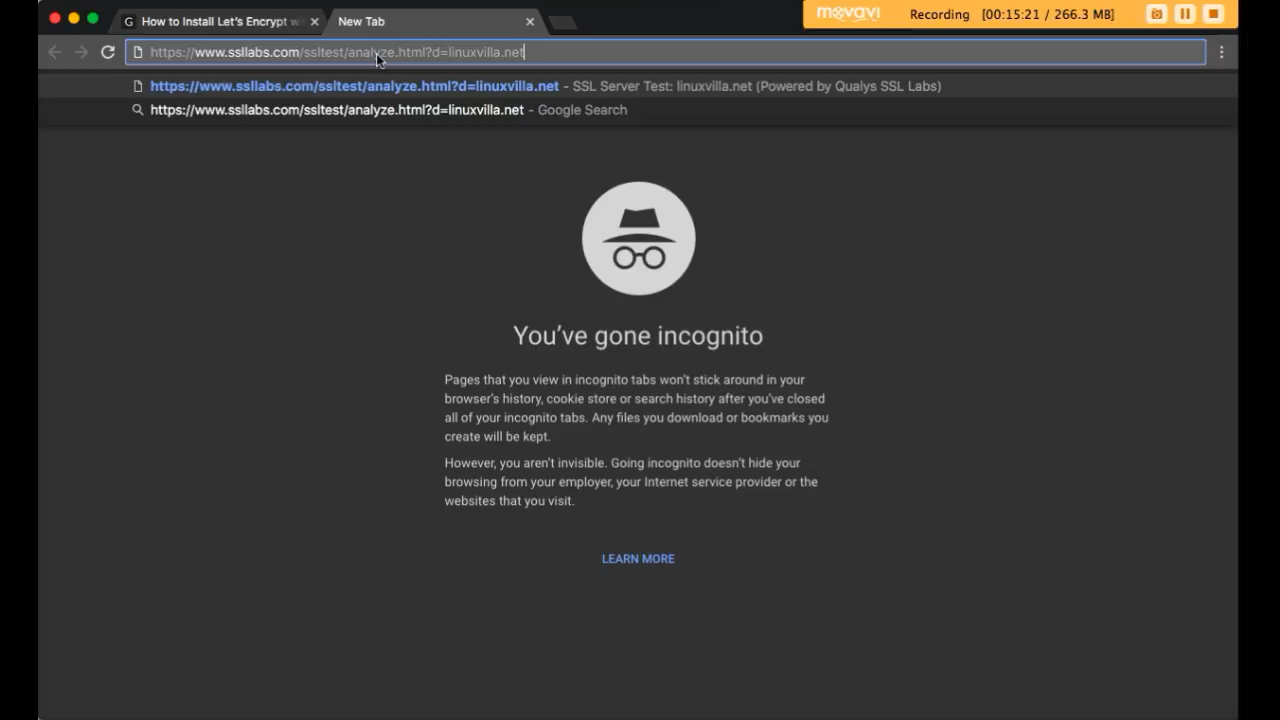 G How to Install Let's Encrypt wi
New Tab
movavi
Recording [00:15:21 / 266.3 MB]
https://www.ssllabs.com/ssltest/analyze.html?d=linuxvilla.net
https://www.ssllabs.com/ssltest/analyze.html?d=linuxvilla.net - SSL Server Test: linuxvilla.net (Powered by Qualys SSL Labs)
https://www.ssllabs.com/ssltest/analyze.html?d=linuxvilla.net - Google Search
You've gone incognito
Pages that you view in incognito tabs won't stick around in your
browser's history, cookie store or search history after you've closed
all of your incognito tabs. Any files you download or bookmarks you
create will be kept.
However, you aren't invisible. Going incognito doesn't hide your
browsing from your employer, your Internet service provider or the
websites that you visit.
LEARN MORE